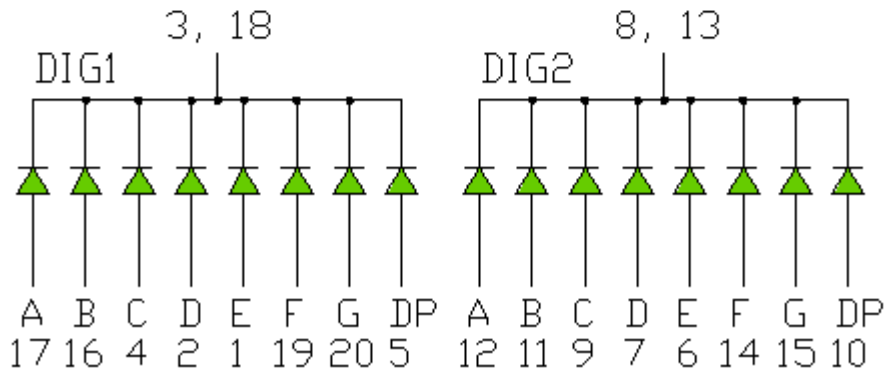 3, 18 8, 13
DIG1 DIG2
A B C D E F G DP A B C D E F G DP
17 16 4 2 1 19 20 5 12 11 9 7 6 14 15 10